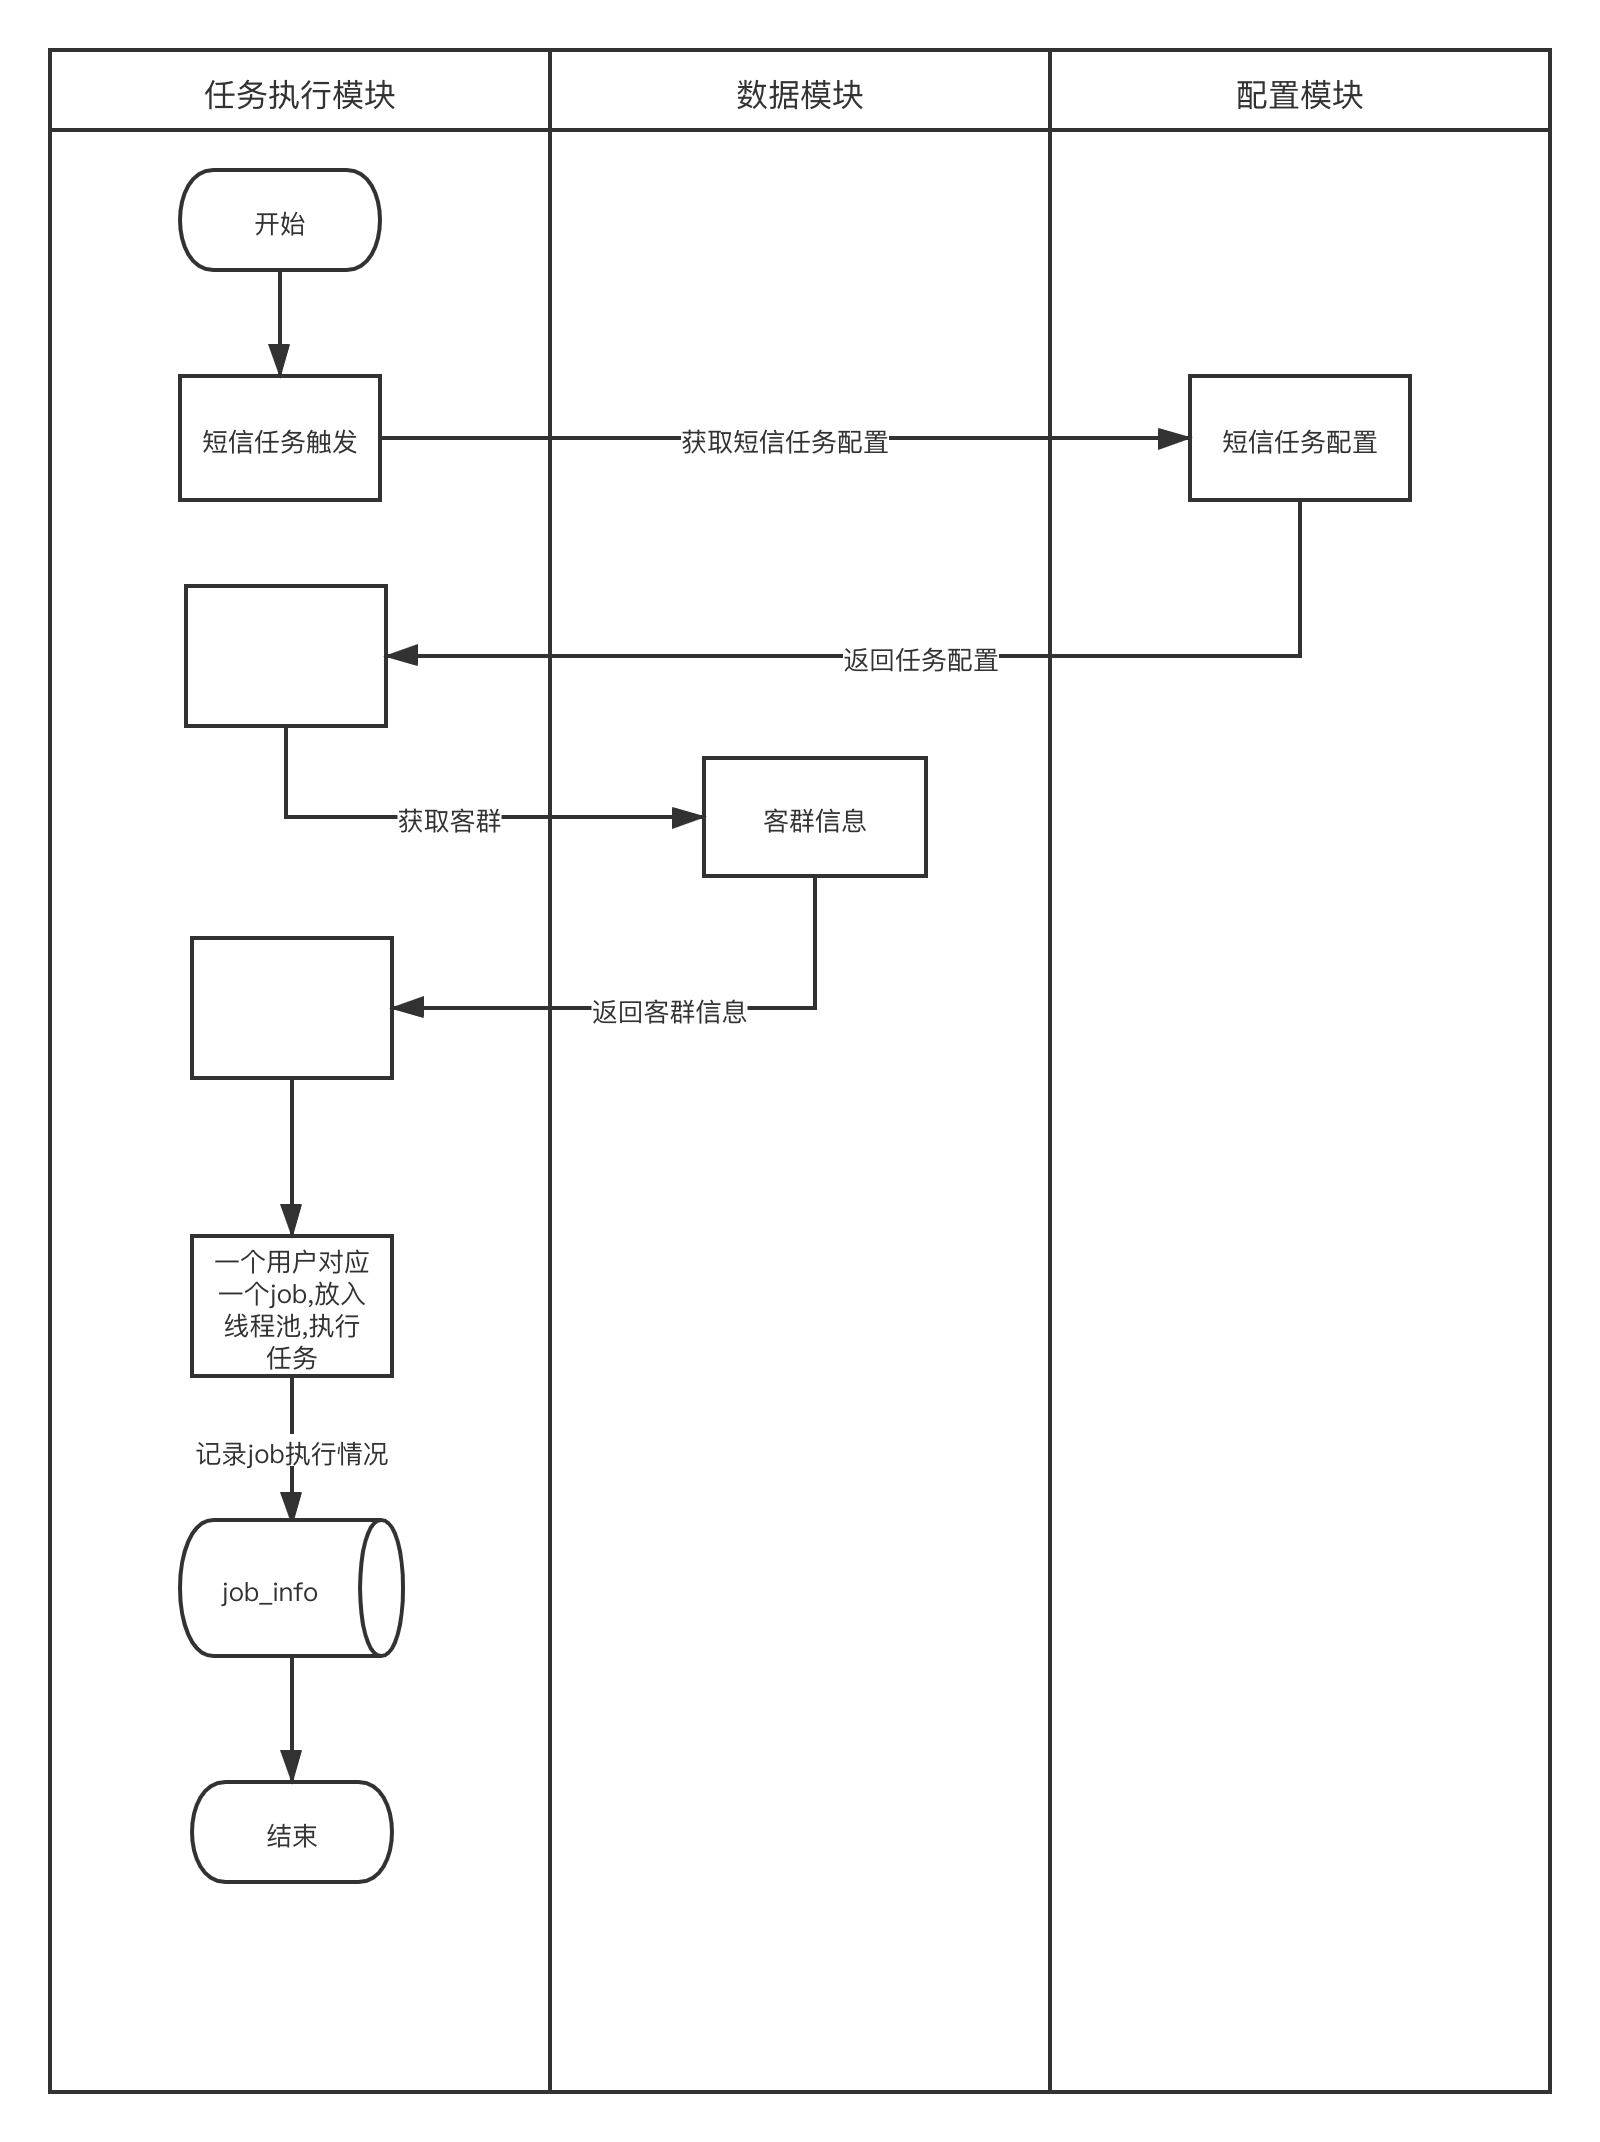 任务执行模块
数据模块
配置模块
开始
短信任务触发
获取短信任务配置
短信任务配置
返回任务配置
获取客群
客群信息
返回客群信息
一个用户对应
一个job,放入
线程池,执行
任务
记录job执行情况
job_info
结束